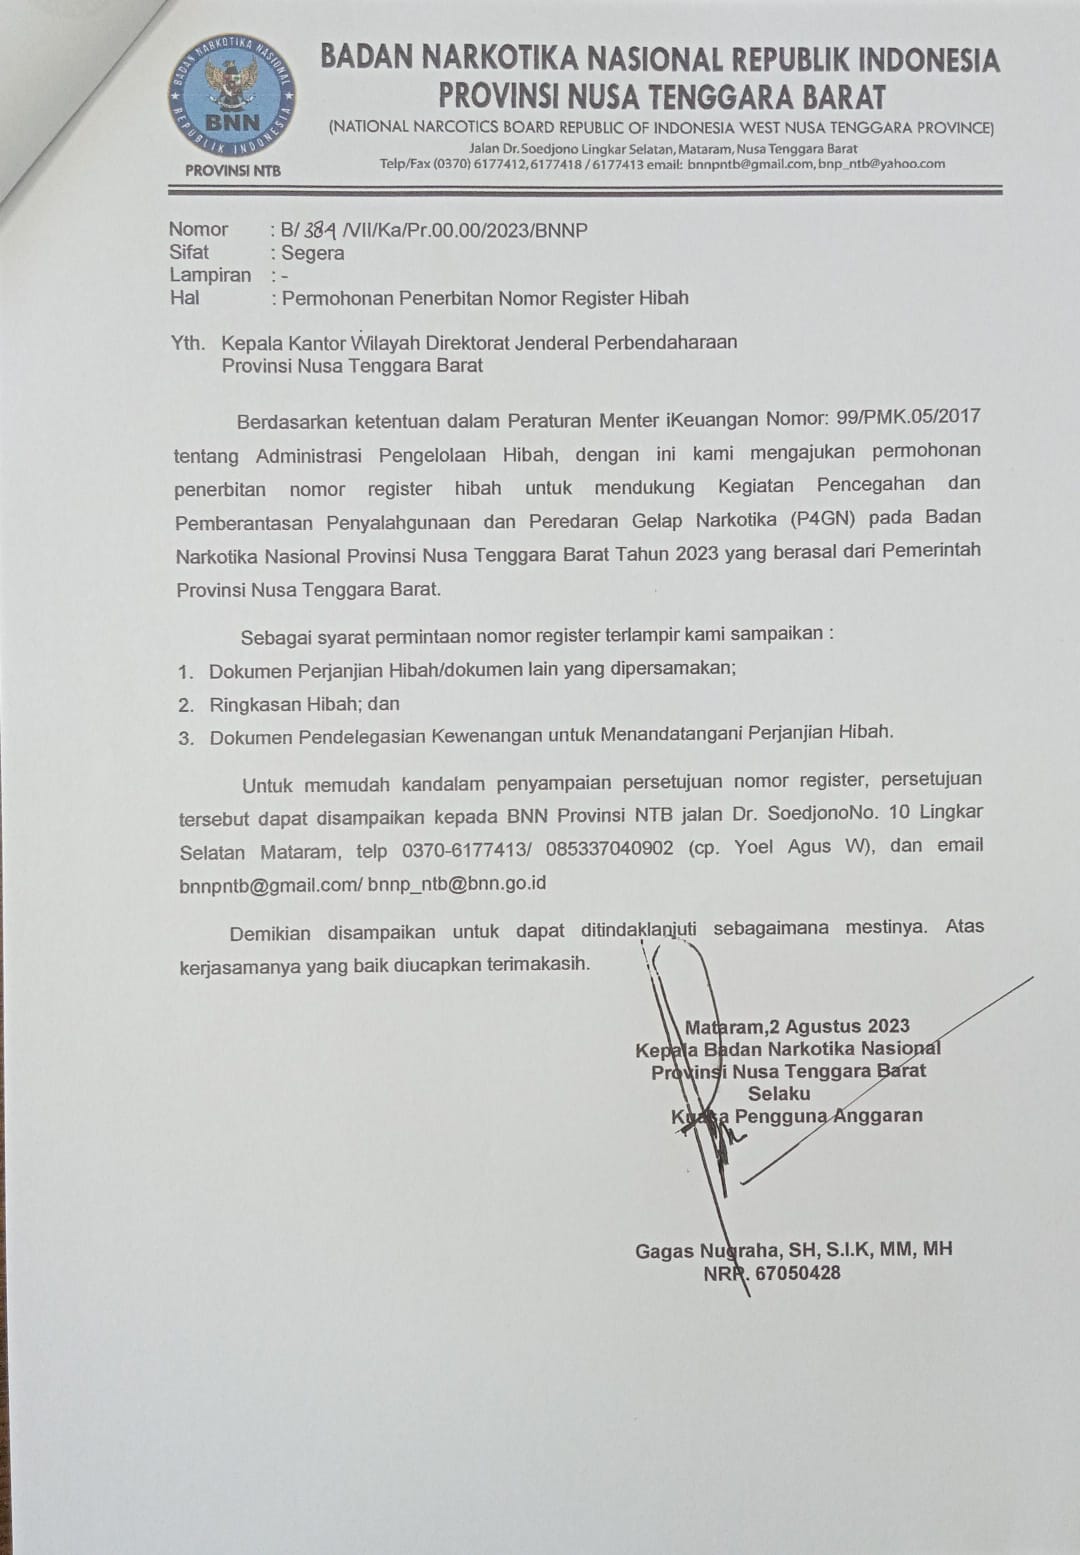 BADAN NARKOTIKA NASIONAL
REPUBLIK INDONESIA
BNN
PROVINSI NTB
BADAN NARKOTIKA NASIONAL REPUBLIK INDONESIA
PROVINSI NUSA TENGGARA BARAT
(NATIONAL NARCOTICS BOARD REPUBLIC OF INDONESIA WEST NUSA TENGGARA PROVINCE)
Jalan Dr. Soedjono Lingkar Selatan, Mataram, Nusa Tenggara Barat
Telp/Fax (0370) 6177412, 6177418 / 6177413 email: bnnpntb@gmail.com, bnp_ntb@yahoo.com
Nomor : B/ 389 /VII/Ka/Pr.00.00/2023/BNNP
Sifat : Segera
Lampiran : -
Hal : Permohonan Penerbitan Nomor Register Hibah
Yth. Kepala Kantor Wilayah Direktorat Jenderal Perbendaharaan
Provinsi Nusa Tenggara Barat
Berdasarkan ketentuan dalam Peraturan Menter iKeuangan Nomor: 99/PMK.05/2017
tentang Administrasi Pengelolaan Hibah, dengan ini kami mengajukan permohonan
penerbitan nomor register hibah untuk mendukung Kegiatan Pencegahan dan
Pemberantasan Penyalahgunaan dan Peredaran Gelap Narkotika (P4GN) pada Badan
Narkotika Nasional Provinsi Nusa Tenggara Barat Tahun 2023 yang berasal dari Pemerintah
Provinsi Nusa Tenggara Barat.
Sebagai syarat permintaan nomor register terlampir kami sampaikan :
1. Dokumen Perjanjian Hibah/dokumen lain yang dipersamakan;
2. Ringkasan Hibah; dan
3. Dokumen Pendelegasian Kewenangan untuk Menandatangani Perjanjian Hibah.
Untuk memudah kandalam penyampaian persetujuan nomor register, persetujuan
tersebut dapat disampaikan kepada BNN Provinsi NTB jalan Dr. SoedjonoNo. 10 Lingkar
Selatan Mataram, telp 0370-6177413/ 085337040902 (cp. Yoel Agus W), dan email
bnnpntb@gmail.com/ bnnp_ntb@bnn.go.id
Demikian disampaikan untuk dapat ditindaklanjuti sebagaimana mestinya. Atas
kerjasamanya yang baik diucapkan terimakasih.
Mataram,2 Agustus 2023
Kepala Badan Narkotika Nasional
Provinsi Nusa Tenggara Barat
Selaku
Kuasa Pengguna Anggaran
Gagas Nugraha, SH, S.I.K, MM, MH
NRP. 67050428